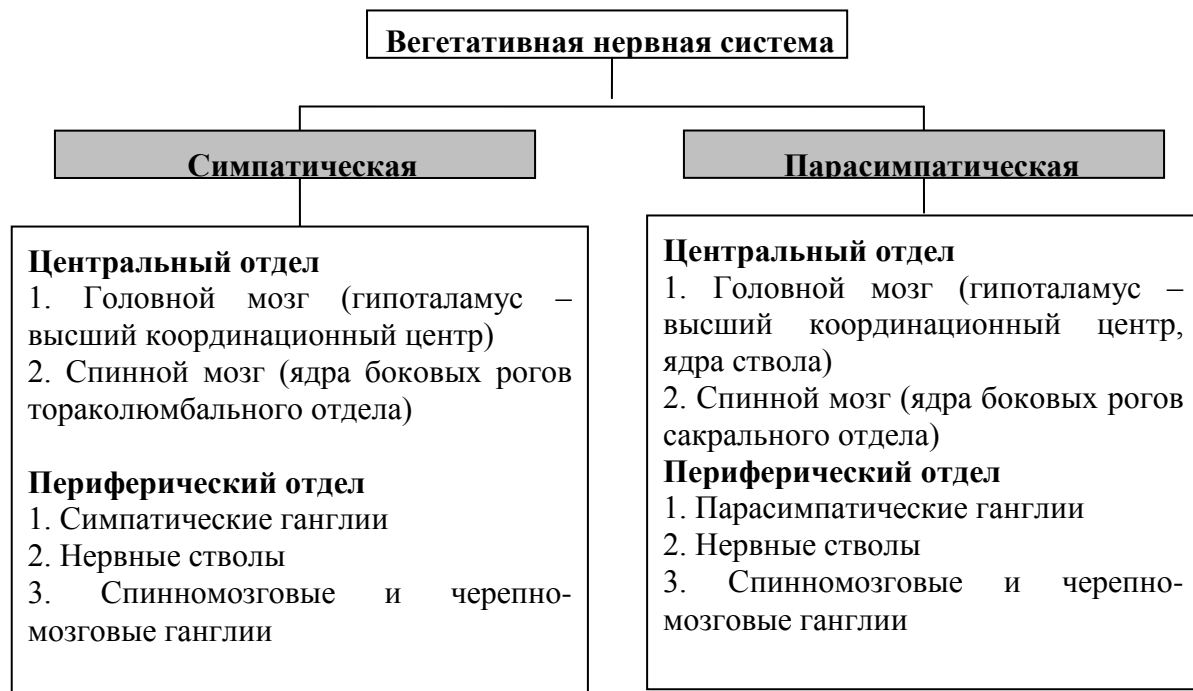 Вегетативная нервная система
Симпатическая
Парасимпатическая
Центральный отдел
1. Головной мозг (гипоталамус –
высший координационный центр)
2. Спинной мозг (ядра боковых рогов
тораколюмбального отдела)
Периферический отдел
1. Симпатические ганглии
2. Нервные стволы
3. Спинномозговые и черепно-
мозговые ганглии
Центральный отдел
1. Головной мозг (гипоталамус –
высший координационный центр,
ядра ствола)
2. Спинной мозг (ядра боковых рогов
сакрального отдела)
Периферический отдел
1. Парасимпатические ганглии
2. Нервные стволы
3. Спинномозговые и черепно-
мозговые ганглии